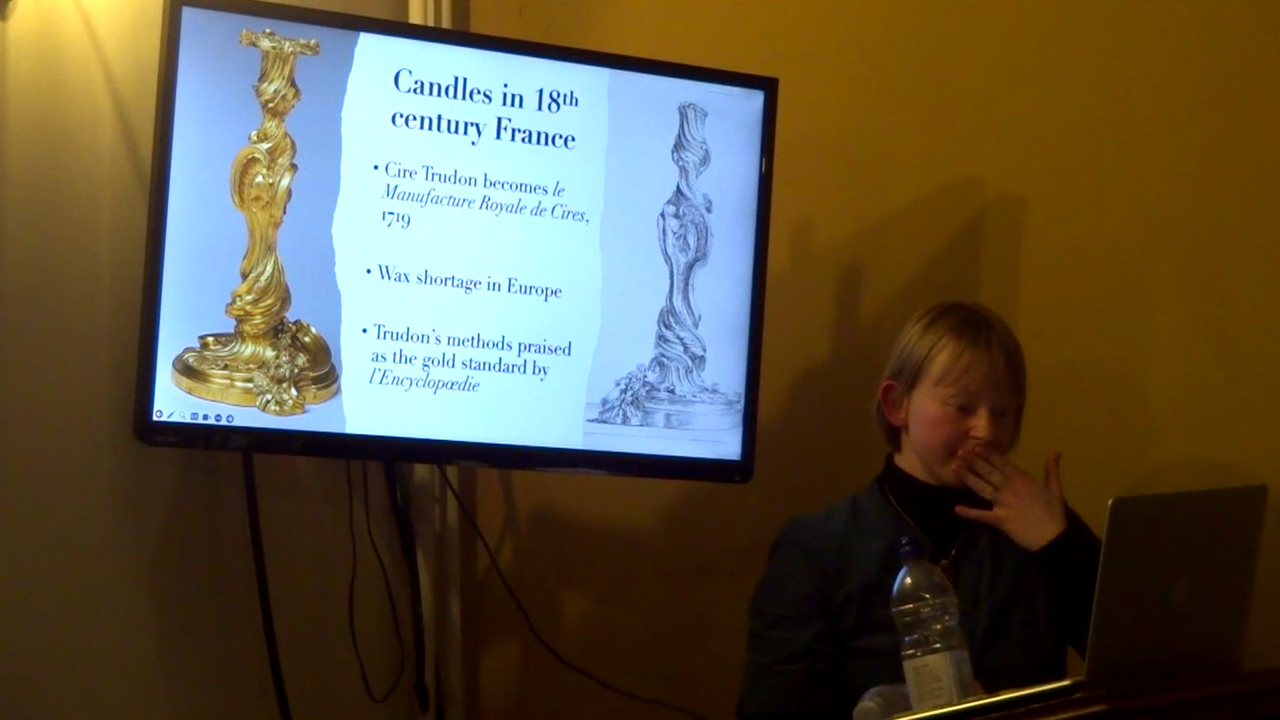 Candles in 18th
century France
• Cire Trudon becomes le
Manufacture Royale de Cires,
1719
• Wax shortage in Europe
• Trudon's methods praised
as the gold standard by
l'Encyclopœdie